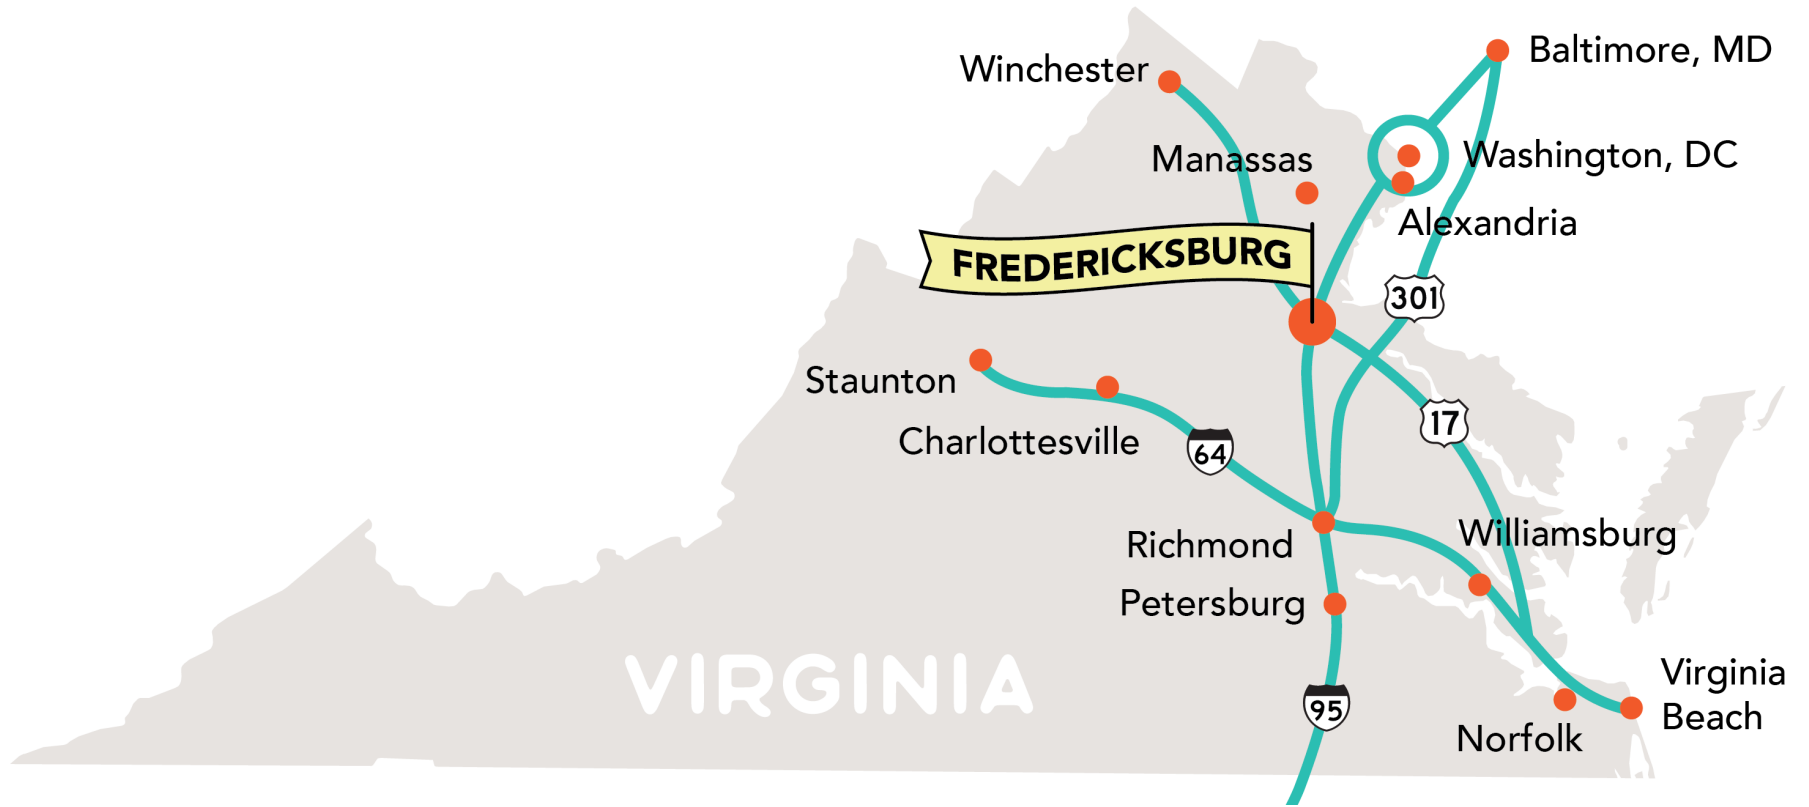 Baltimore, MD
Winchester
Manassas
Washington, DC
Alexandria
FREDERICKSBURG
301
Staunton
Charlottesville
17
64
Richmond
Williamsburg
Petersburg
VIRGINIA
95
Virginia
Beach
Norfolk